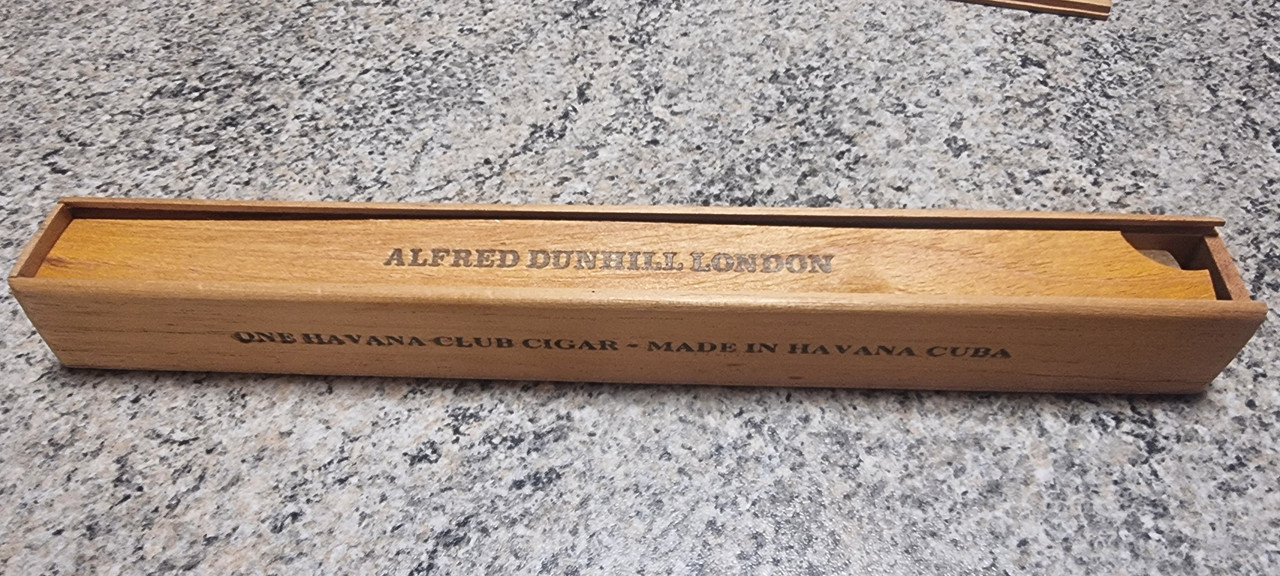 ALFRED DUNHILL LONDON
ONE HAVANA CLUB CIGAR - MADE IN HAVANA CUBA